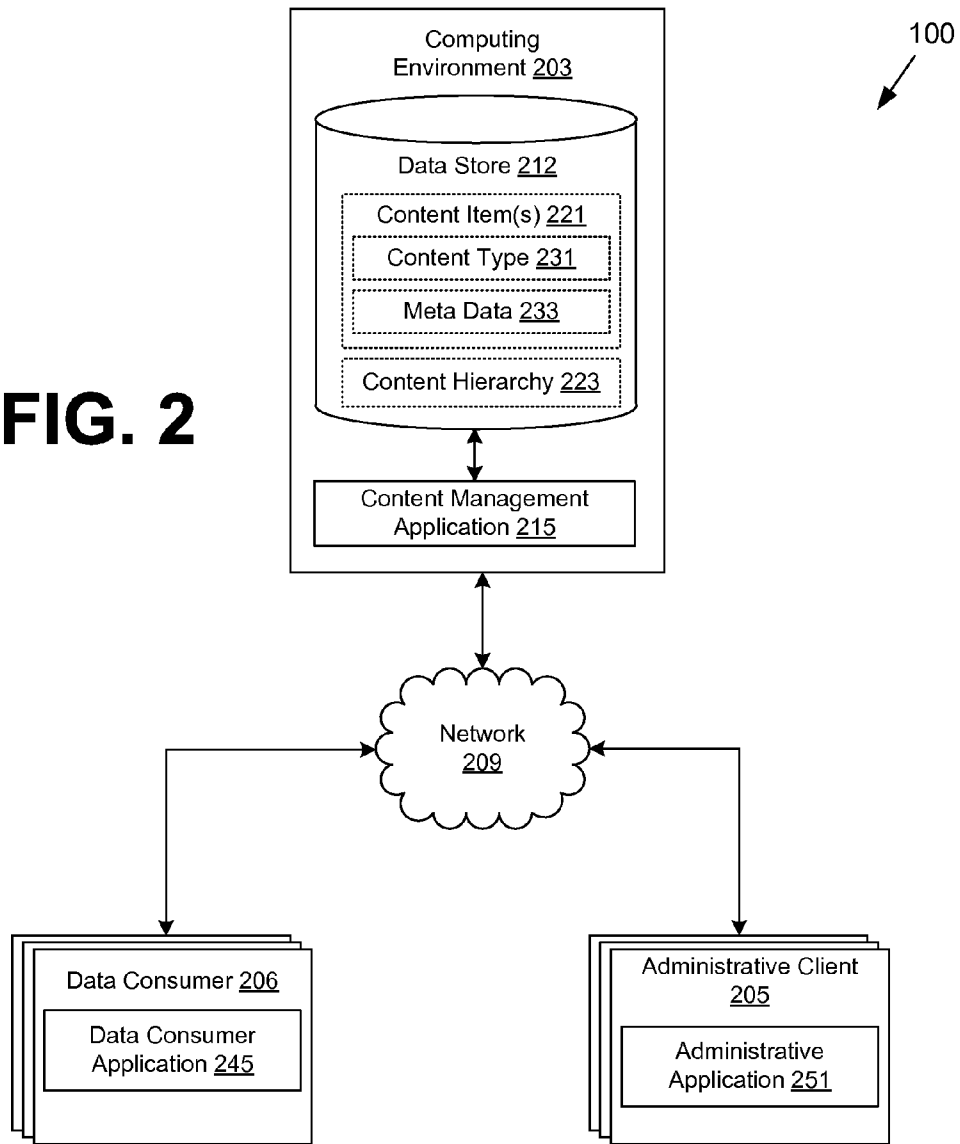 100
Computing
Environment 203
Data Store 212
Content Item(s) 221
Content Type 231
Meta Data 233
Content Hierarchy 223
FIG. 2
Content Management
Application 215
Network
209
Data Consumer 206
Data Consumer
Application 245
Administrative Client
205
Administrative
Application 251